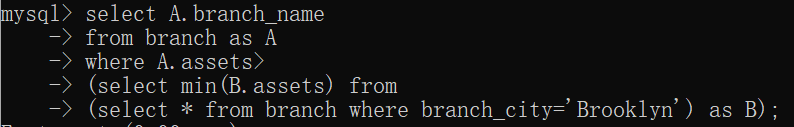 mysql> select A.branch_name
-> from branch as A
-> where A.assets>
-> (select min(B.assets) from
-> (select * from branch where branch_city='Brooklyn') as B);